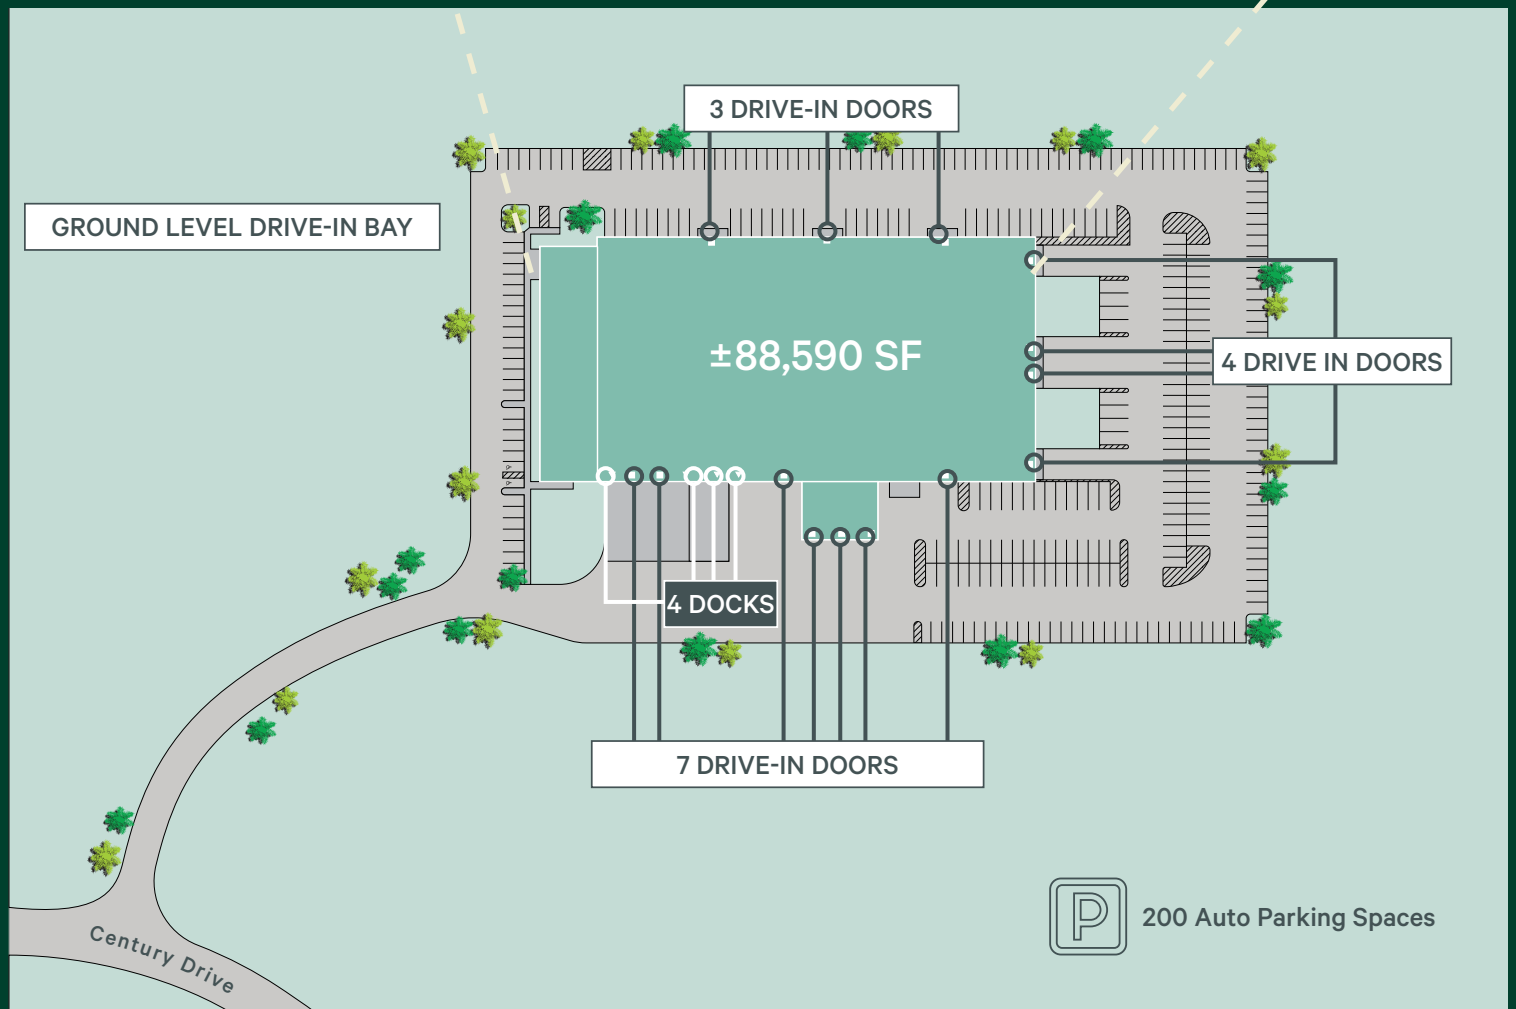 3 DRIVE-IN DOORS
GROUND LEVEL DRIVE-IN BAY
±88,590 SF
4 DRIVE IN DOORS
4 DOCKS
7 DRIVE-IN DOORS
P
200 Auto Parking Spaces
Century Drive